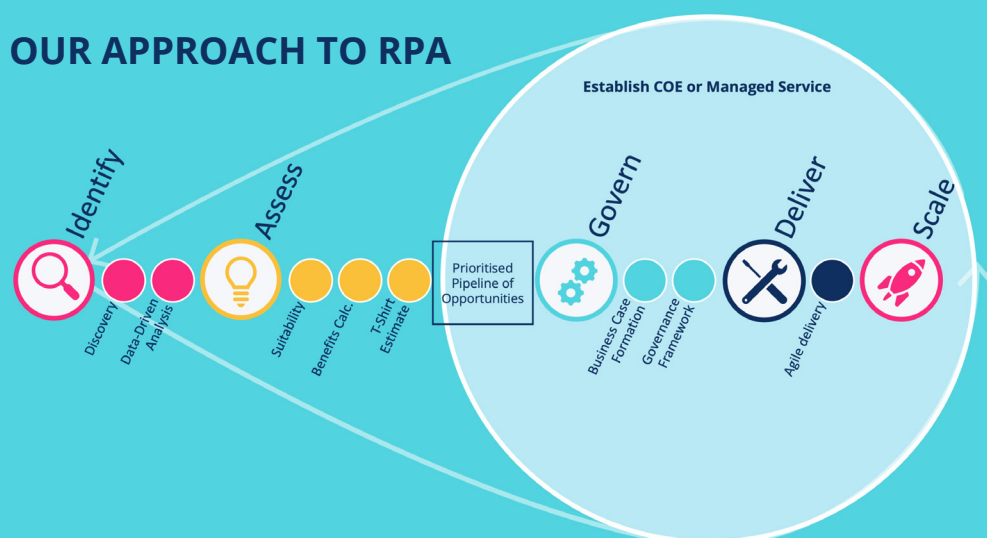 OUR APPROACH TO RPA
Establish COE or Managed Service
Identify
Discovery
Data-Driven
Analysis
Assess
Suitability
Benefits Calc.
T-Shirt
Estimate
Prioritised
Pipeline of
Opportunities
Govern
Business Case
Formation
Governance
Framework
Deliver
Agile delivery
Scale